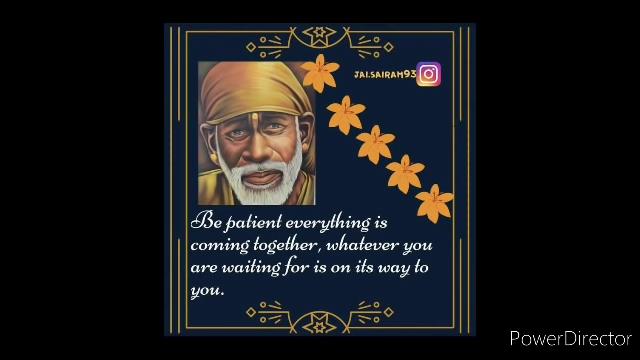 JAI.SAIRAM93
Be patient everything is
coming together, whatever you
are waiting for is on its way to
you.
PowerDirector